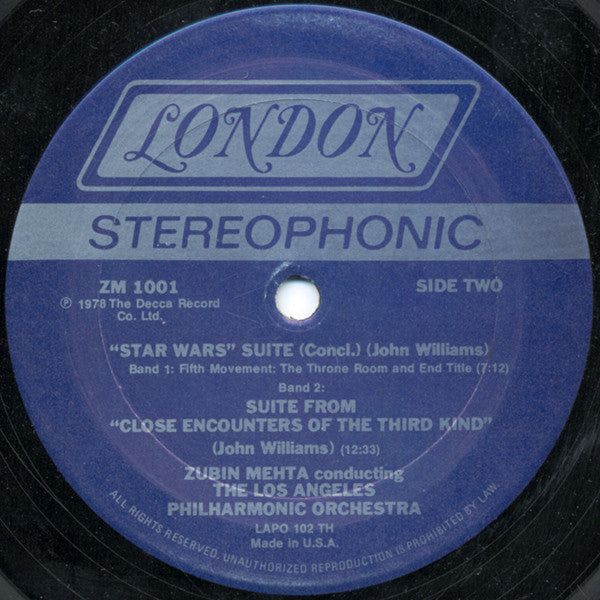 LONDON
STEREOPHONIC
ZM 1001
SIDE TWO
℗ 1978 The Decca Record
Co. Ltd.
"STAR WARS" SUITE (Concl.) (John Williams)
Band 1: Fifth Movement: The Throne Room and End Title (7:12)
Band 2:
SUITE FROM
"CLOSE ENCOUNTERS OF THE THIRD KIND"
(John Williams) (12:33)
ZUBIN MEHTA conducting
THE LOS ANGELES
PHILHARMONIC ORCHESTRA
LAPO 102 TH
Made in U.S.A.
ALL RIGHTS RESERVED. UNAUTHORIZED DUPLICATION IS PROHIBITED BY LAW.